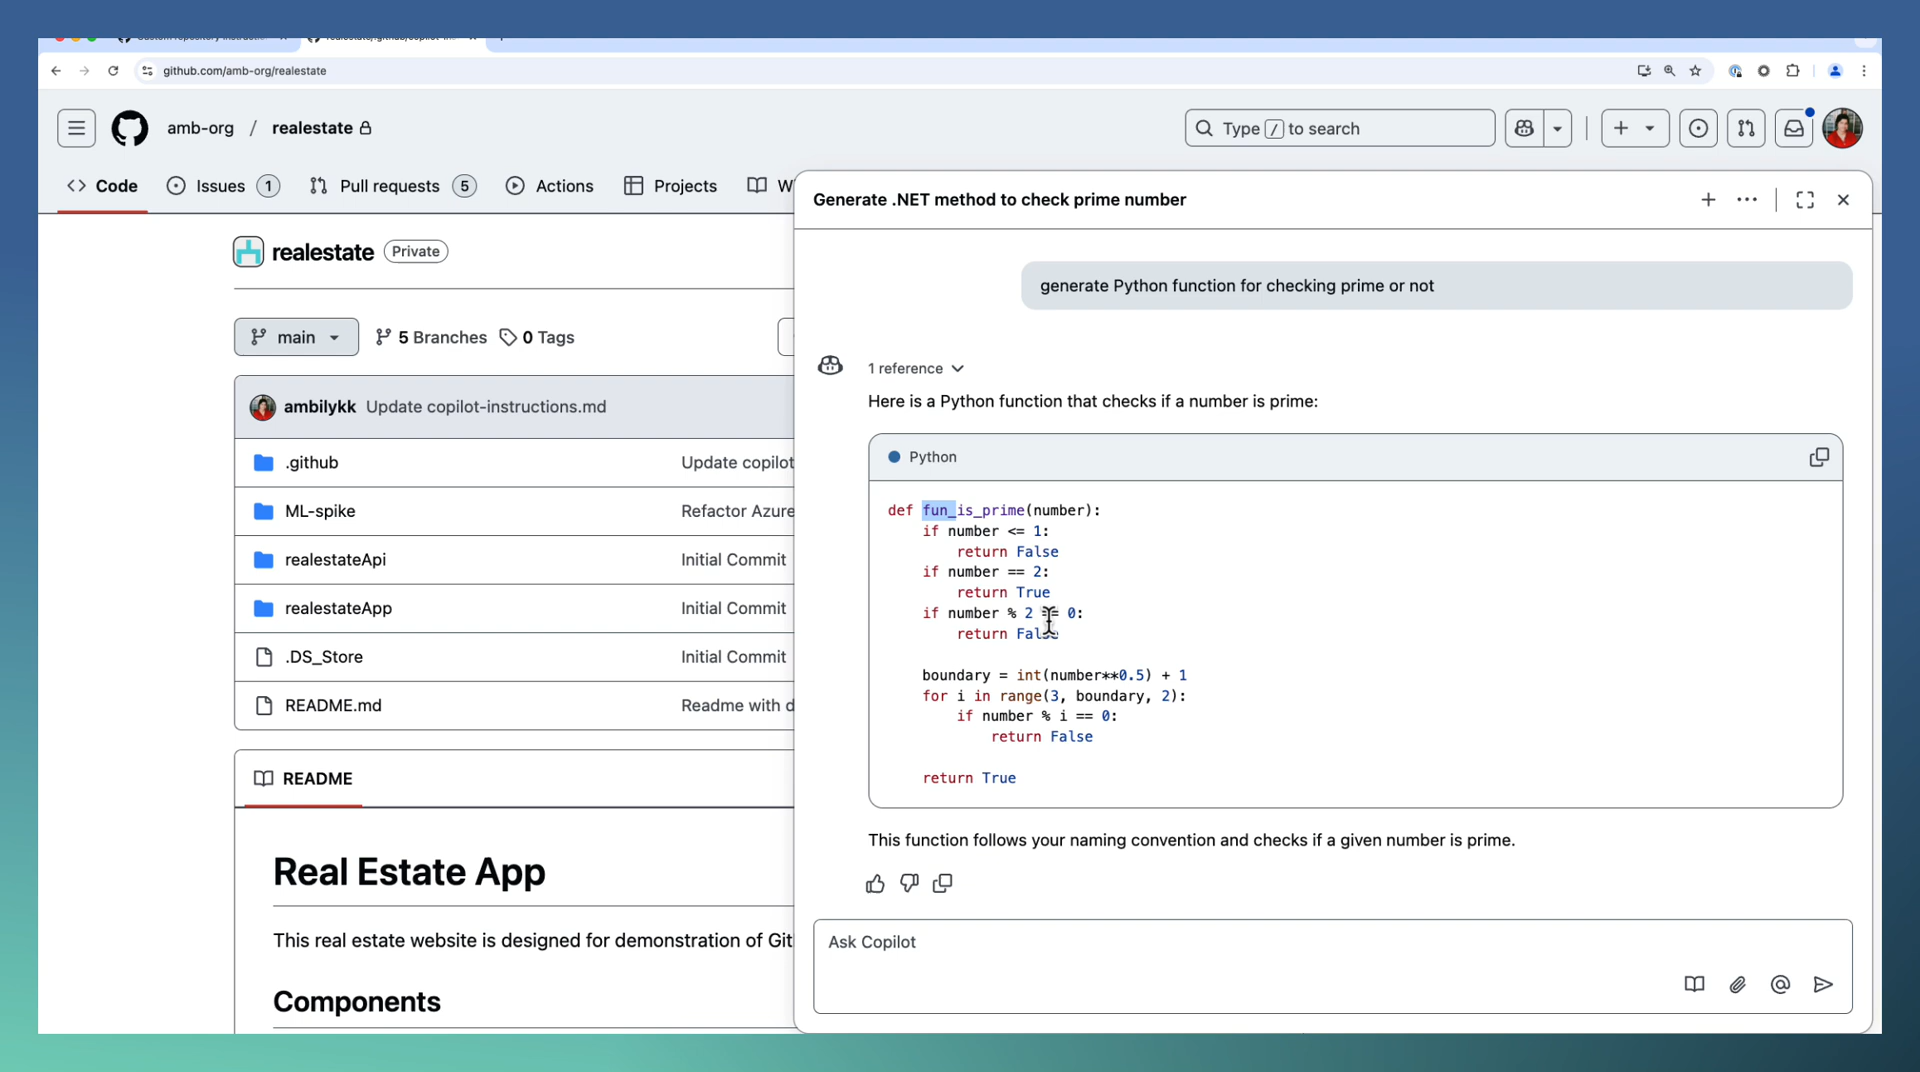 github.com/amb-org/realestate
amb-org / realestate
Type / to search
Code
Issues 1
Pull requests 5
Actions
Projects
W
Generate .NET method to check prime number
realestate Private
generate Python function for checking prime or not
main
5 Branches
0 Tags
1 reference
Here is a Python function that checks if a number is prime:
ambilykk Update copilot-instructions.md
.github Update copilot
ML-spike Refactor Azure
realestateApi Initial Commit
realestateApp Initial Commit
.DS_Store Initial Commit
README.md Readme with d
Python
def fun_is_prime(number):
    if number <= 1:
        return False
    if number == 2:
        return True
    if number % 2 == 0:
        return False
    boundary = int(number**0.5) + 1
    for i in range(3, boundary, 2):
        if number % i == 0:
            return False
    return True
This function follows your naming convention and checks if a given number is prime.
README
Real Estate App
This real estate website is designed for demonstration of Git
Components
Ask Copilot